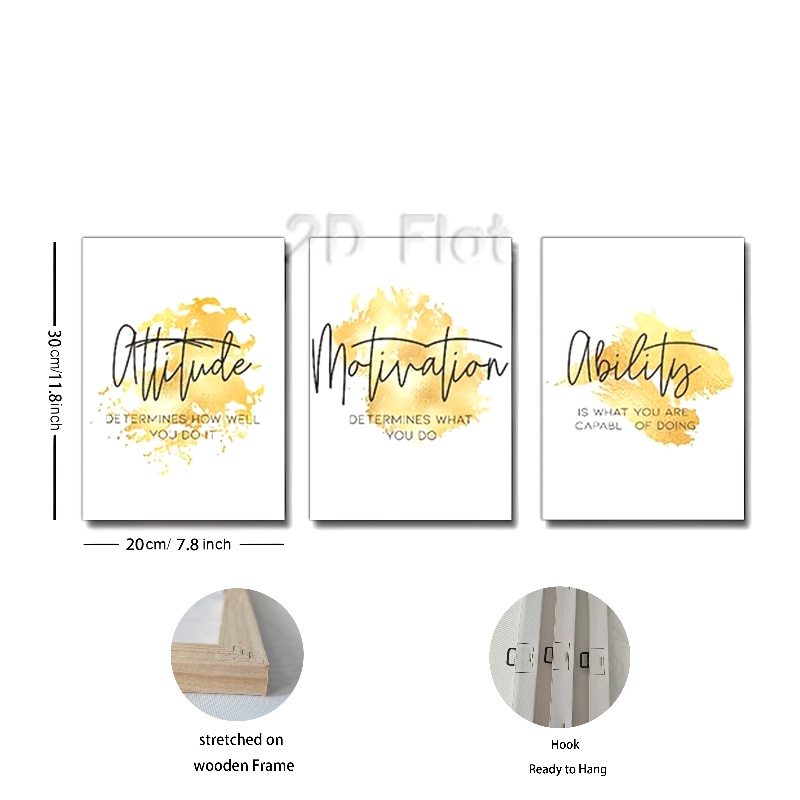 2D Flat
30cm/11.8inch
Attitude
DETERMINES HOW WELL
YOU DO IT
Motivation
DETERMINES WHAT
YOU DO
Ability
IS WHAT YOU ARE
CAPABL OF DOING
20cm/ 7.8 inch
stretched on
wooden Frame
Hook
Ready to Hang